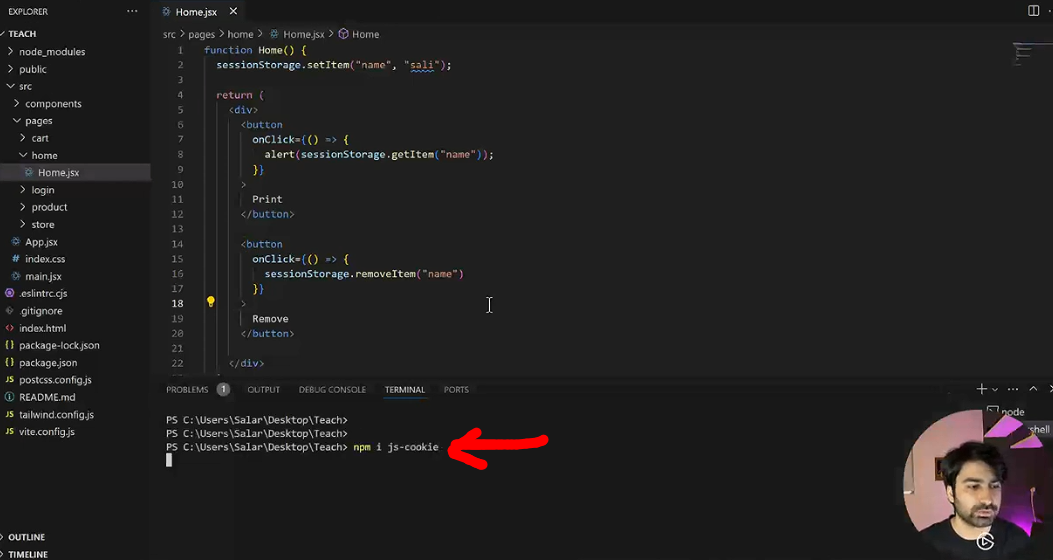 EXPLORER
TEACH
node_modules
public
src
components
pages
cart
home
Home.jsx
login
product
store
App.jsx
index.css
main.jsx
.eslintrc.cjs
.gitignore
index.html
package-lock.json
package.json
postcss.config.js
README.md
tailwind.config.js
vite.config.js
OUTLINE
TIMELINE
Home.jsx
src > pages > home > Home.jsx > Home
1 function Home() {
2 sessionStorage.setItem("name", "sali");
3
4 return (
5 <div>
6 <button
7 onClick={() => {
8 alert(sessionStorage.getItem("name"));
9 }}
10 >
11 Print
12 </button>
13
14 <button
15 onClick={() => {
16 sessionStorage.removeItem("name")
17 }}
18 >
19 Remove
20 </button>
21
22 </div>
PROBLEMS 1 OUTPUT DEBUG CONSOLE TERMINAL PORTS
PS C:\Users\Salar\Desktop\Teach>
PS C:\Users\Salar\Desktop\Teach>
PS C:\Users\Salar\Desktop\Teach> npm i js-cookie
node